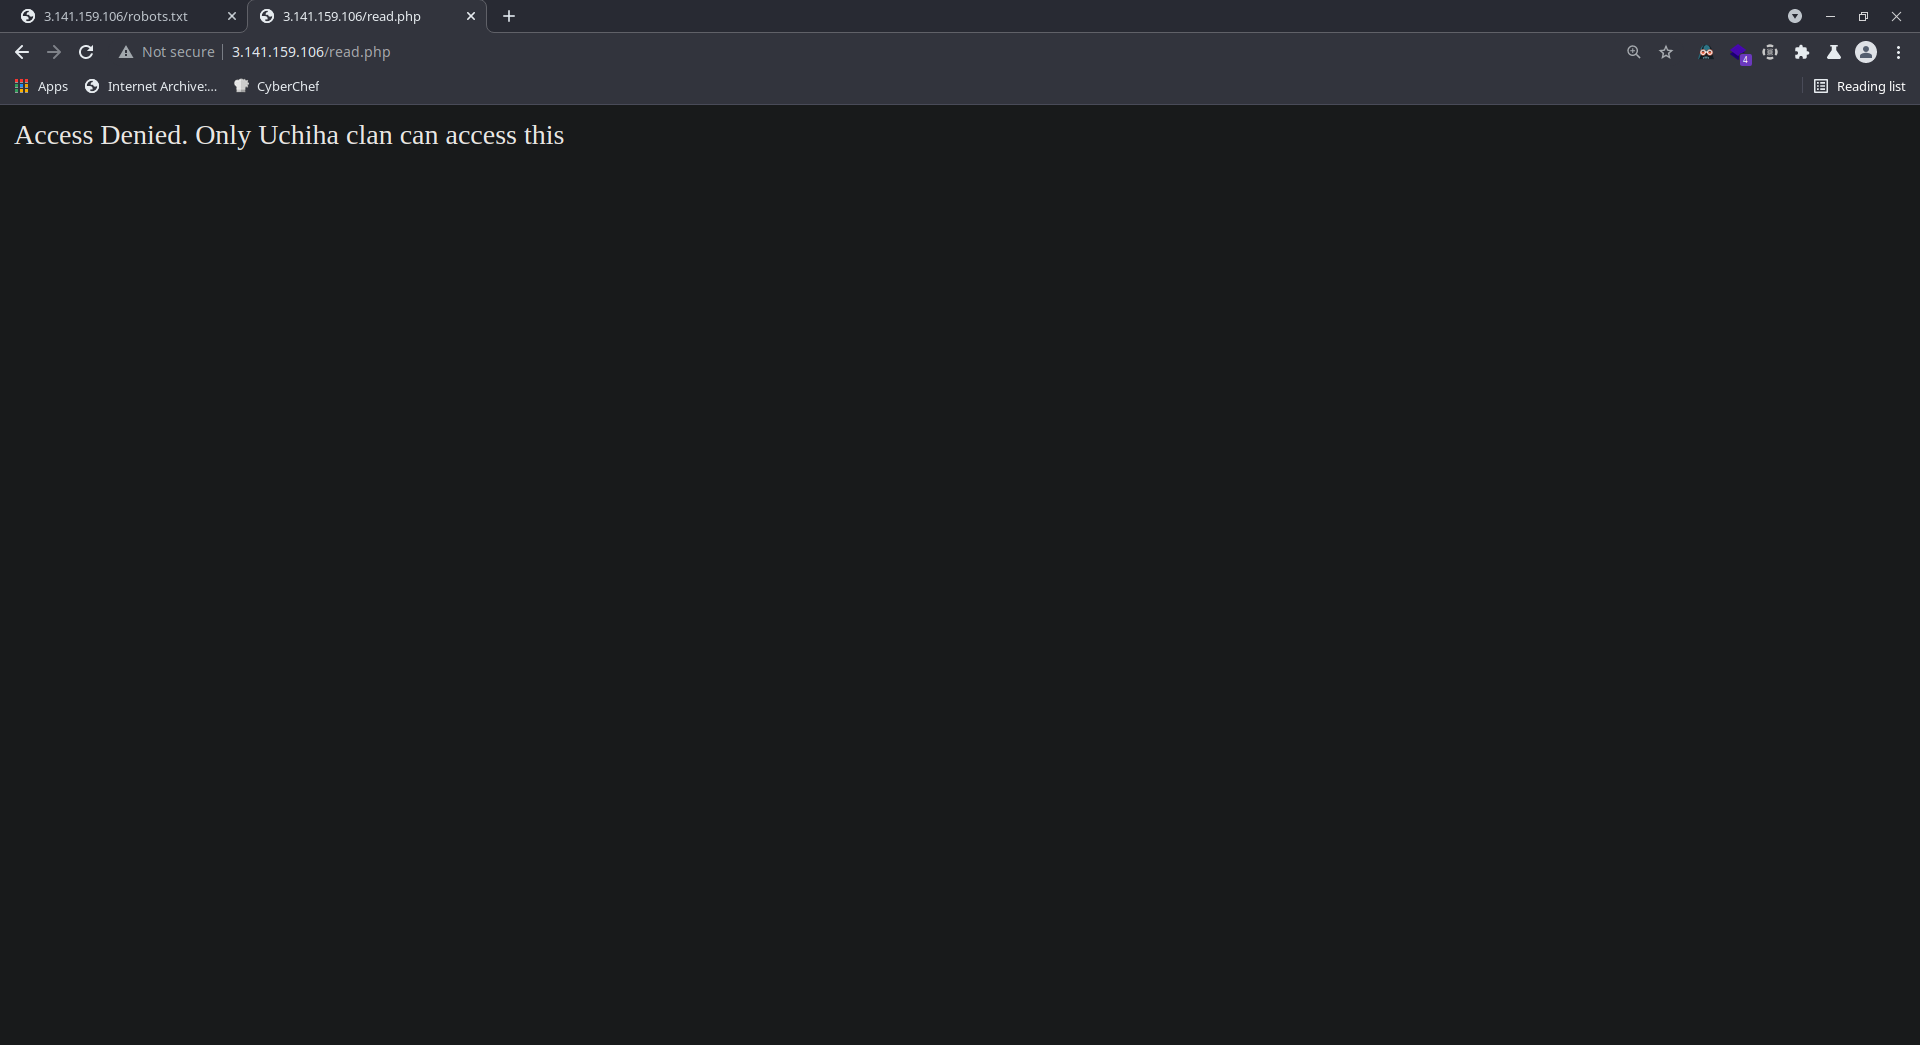 3.141.159.106/robots.txt
3.141.159.106/read.php
Not secure
3.141.159.106/read.php
4
Apps
Internet Archive:...
CyberChef
Reading list
Access Denied. Only Uchiha clan can access this